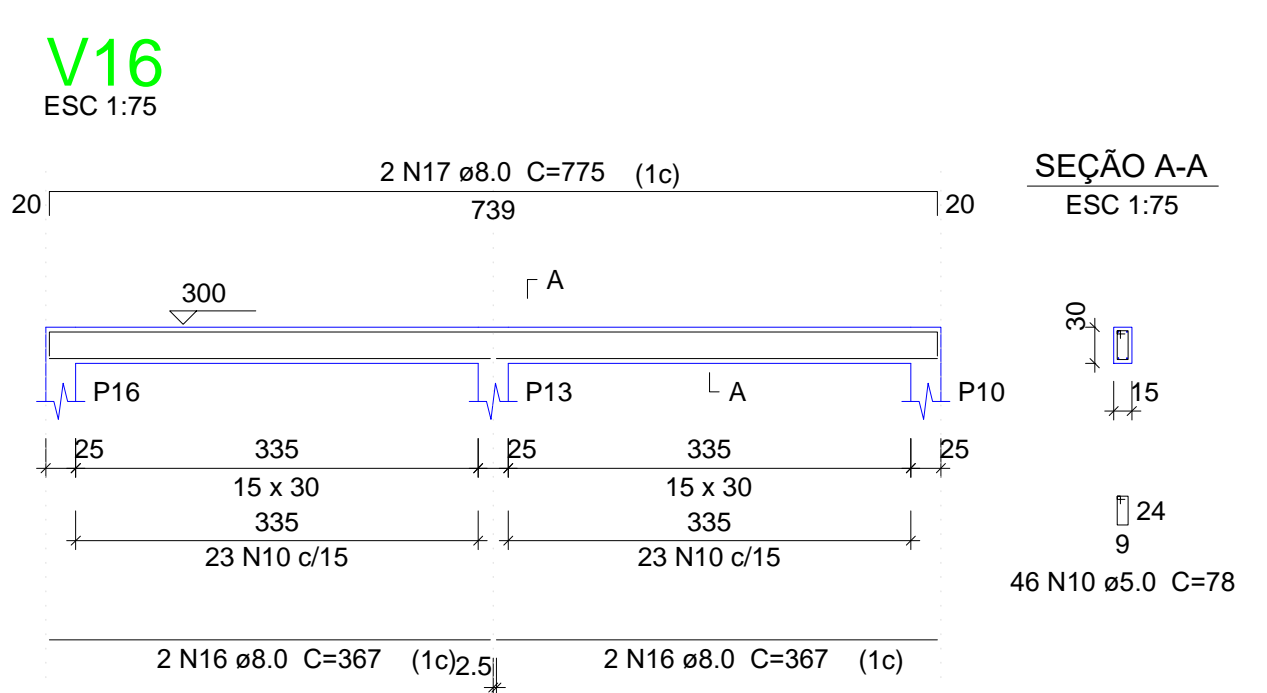 V16
ESC 1:75
2 N17 ø8.0 C=775 (1c)
20
739
20
SEÇÃO A-A
ESC 1:75
A
300
30
P16
P13
A
P10
15
25
335
25
335
25
15 x 30
15 x 30
335
335
23 N10 c/15
23 N10 c/15
24
9
46 N10 ø5.0 C=78
2 N16 ø8.0 C=367 (1c)
2.5
2 N16 ø8.0 C=367 (1c)